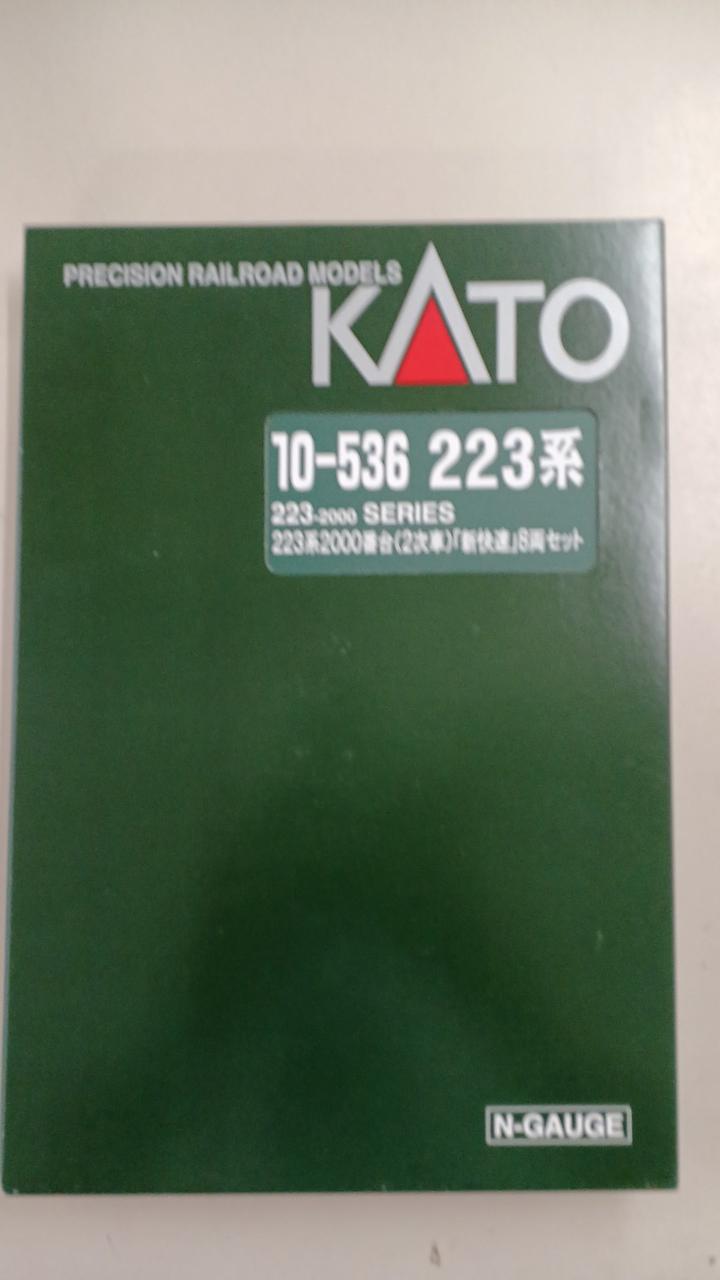 PRECISION RAILROAD MODELS
KATO
10-536 223系
223-2000 SERIES
223系2000番台(2次車)「新快速」8両セット
N-GAUGE